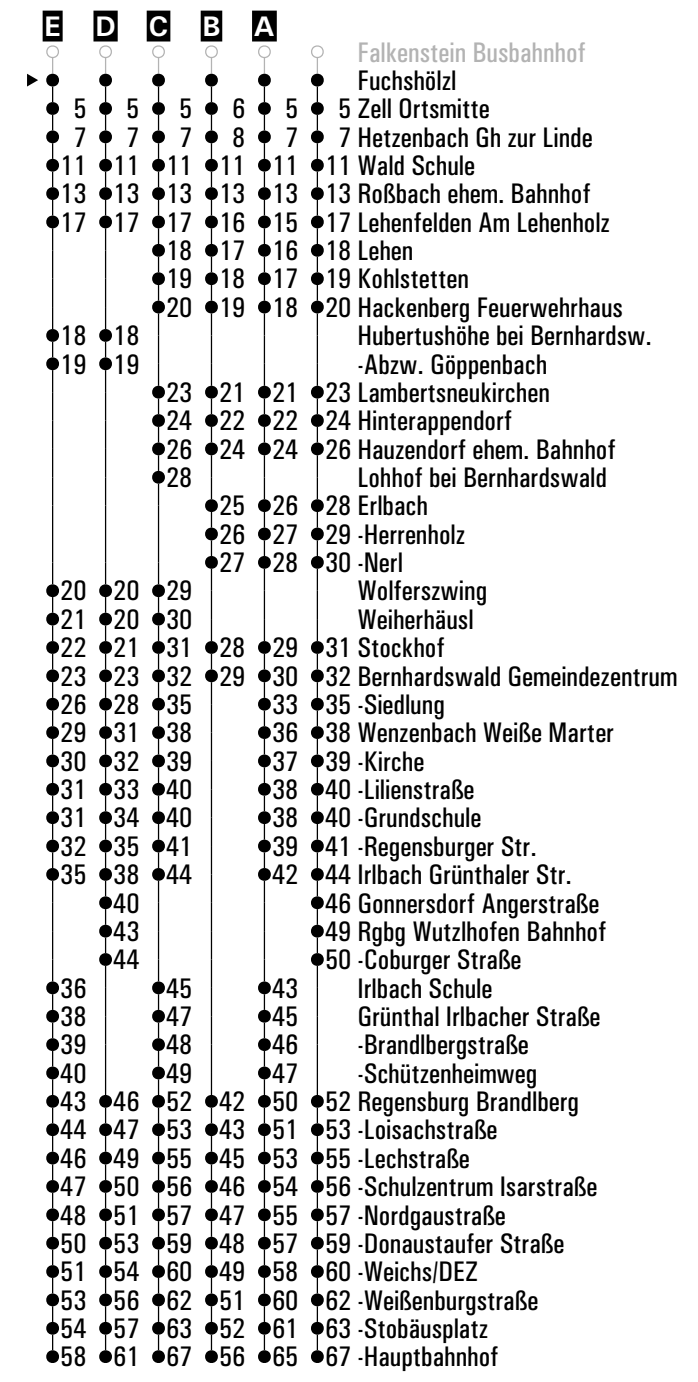 E D C B A
Falkenstein Busbahnhof
Fuchshölzl
5 5 5 6 5 5 Zell Ortsmitte
7 7 7 8 7 7 Hetzenbach Gh zur Linde
11 11 11 11 11 11 Wald Schule
13 13 13 13 13 13 Roßbach ehem. Bahnhof
17 17 17 16 15 17 Lehenfelden Am Lehenholz
18 17 16 18 Lehen
19 18 17 19 Kohlstetten
20 19 18 20 Hackenberg Feuerwehrhaus
18 18 Hubertushöhe bei Bernhardsw.
19 19 -Abzw. Göppenbach
23 21 21 23 Lambertsneukirchen
24 22 22 24 Hinterappendorf
26 24 24 26 Hauzendorf ehem. Bahnhof
28 Lohhof bei Bernhardswald
25 26 28 Erlbach
26 27 29 -Herrenholz
27 28 30 -Nerl
20 20 29 Wolferszwing
21 20 30 Weiherhäusl
22 21 31 28 29 31 Stockhof
23 23 32 29 30 32 Bernhardswald Gemeindezentrum
26 28 35 33 35 -Siedlung
29 31 38 36 38 Wenzenbach Weiße Marter
30 32 39 37 39 -Kirche
31 33 40 38 40 -Lilienstraße
31 34 40 38 40 -Grundschule
32 35 41 39 41 -Regensburger Str.
35 38 44 42 44 Irlbach Grünthaler Str.
40 46 Gonnersdorf Angerstraße
43 49 Rgbg Wutzlhofen Bahnhof
44 50 -Coburger Straße
36 45 43 Irlbach Schule
38 47 45 Grünthal Irlbacher Straße
39 48 46 -Brandlbergstraße
40 49 47 -Schützenheimweg
43 46 52 42 50 52 Regensburg Brandlberg
44 47 53 43 51 53 -Loisachstraße
46 49 55 45 53 55 -Lechstraße
47 50 56 46 54 56 -Schulzentrum Isarstraße
48 51 57 47 55 57 -Nordgaustraße
50 53 59 48 57 59 -Donaustaufer Straße
51 54 60 49 58 60 -Weichs/DEZ
53 56 62 51 60 62 -Weißenburgstraße
54 57 63 52 61 63 -Stobäusplatz
58 61 67 56 65 67 -Hauptbahnhof